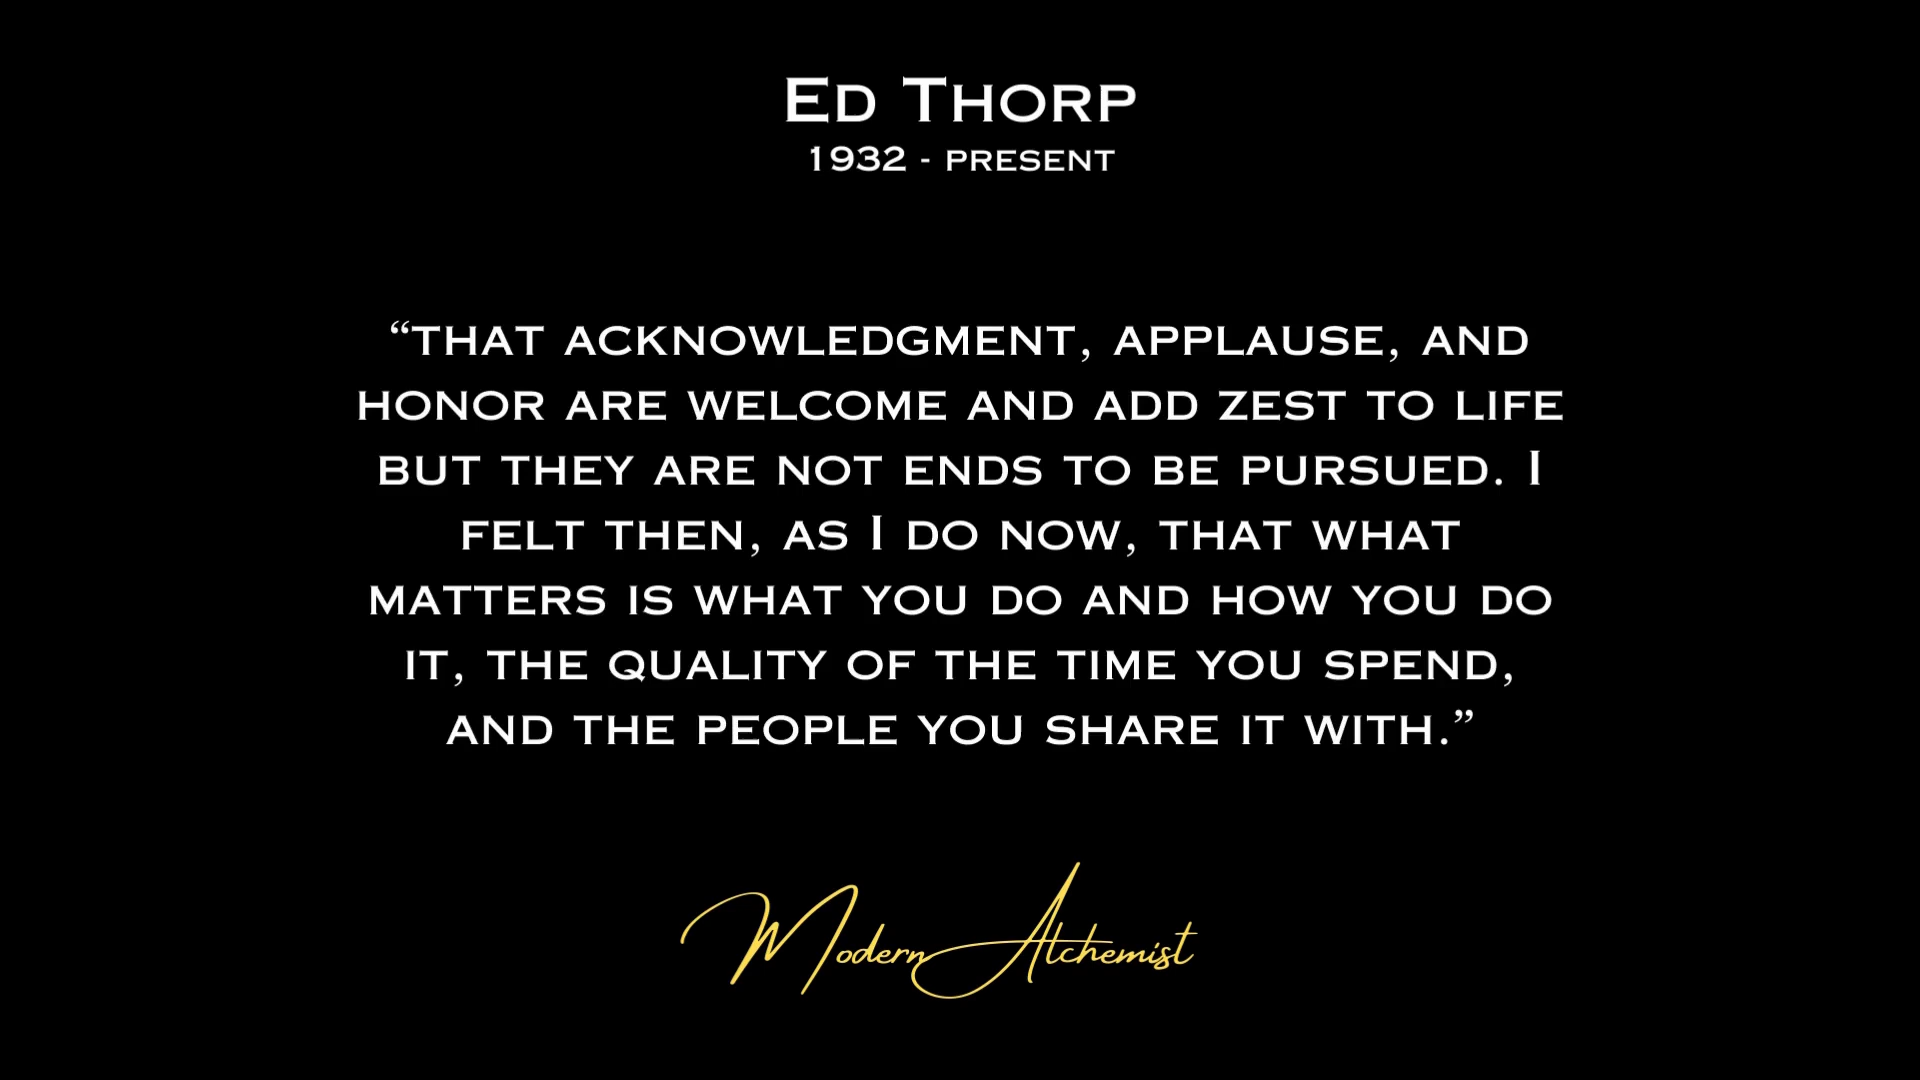 Ed Thorp
1932 - present
“that acknowledgment, applause, and
honor are welcome and add zest to life
but they are not ends to be pursued. I
felt then, as I do now, that what
matters is what you do and how you do
it, the quality of the time you spend,
and the people you share it with.”
Modern Alchemist